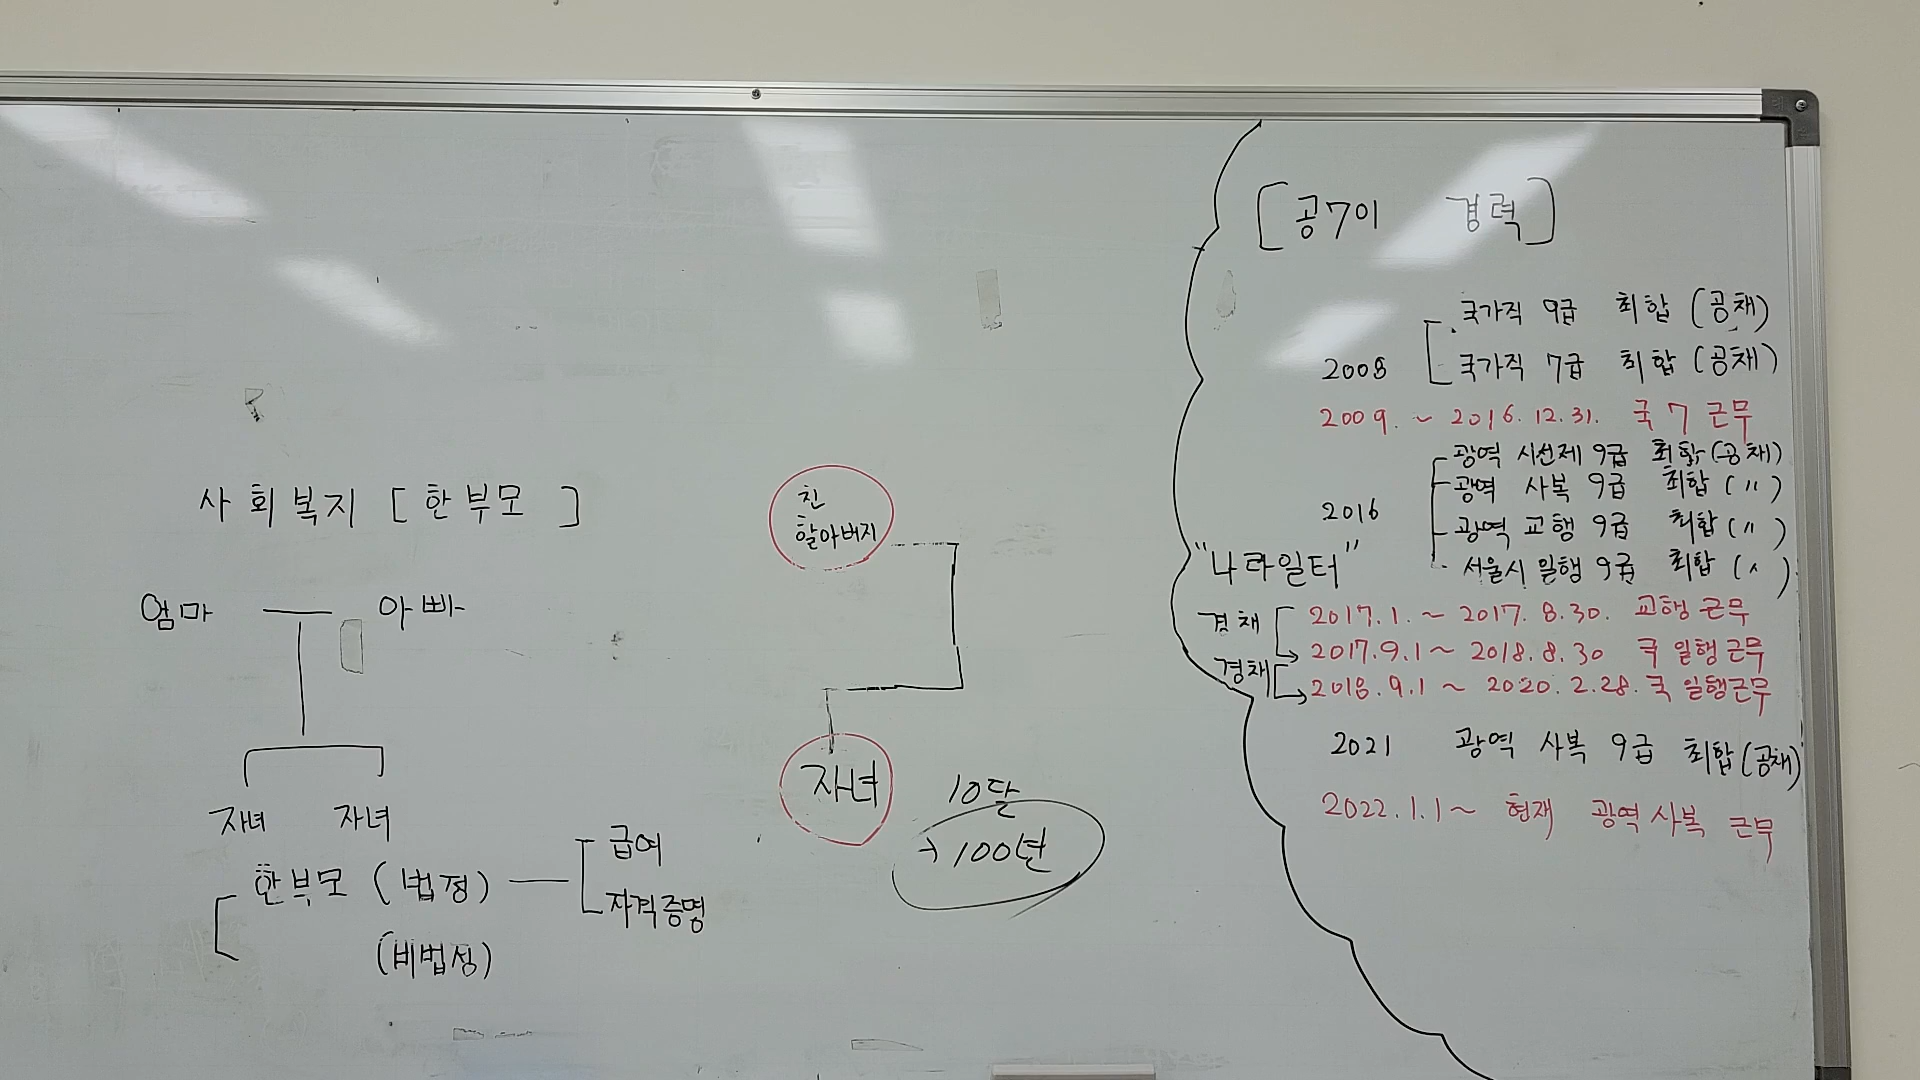 사회복지 [한부모]
엄마 아빠
자녀 자녀
한부모 (법정)
(비법정)
급여
자격증명
친
할아버지
자녀
10달
→ 100년
[공7이 경력]
국가직 9급 최합 (공채)
2008 국가직 7급 최합 (공채)
2009. ~ 2016.12.31. 국7 근무
광역 시선제 9급 최합 (공채)
광역 사복 9급 최합 (〃)
2016
광역 교행 9급 최합 (〃)
서울시 일행 9급 최합 (〃)
"나라일터"
경채 2017.1. ~ 2017.8.30. 교행 근무
2017.9.1 ~ 2018.8.30 국 일행 근무
경채 2018.9.1 ~ 2020.2.28. 국 일행 근무
2021 광역 사복 9급 최합 (공채)
2022.1.1 ~ 현재 광역 사복 근무